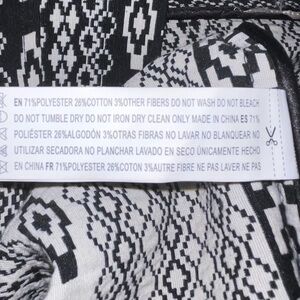 EN 71%POLYESTER 26%COTTON 3%OTHER FIBERS DO NOT WASH DO NOT BLEACH
DO NOT TUMBLE DRY DO NOT IRON DRY CLEAN ONLY MADE IN CHINA ES 71%
POLIÉSTER 26%ALGODÓN 3%OTRAS FIBRAS NO LAVAR NO BLANQUEAR NO
UTILIZAR SECADORA NO PLANCHAR LAVADO EN SECO ÚNICAMENTE HECHO
EN CHINA FR 71%POLYESTER 26%COTON 3%AUTRE FIBRE NE PAS LAVER NE PAS